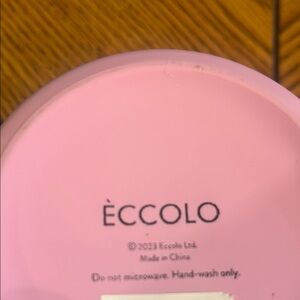 ÈCCOLO
© 2023 Eccolo Ltd.
Made in China
Do not microwave. Hand-wash only.